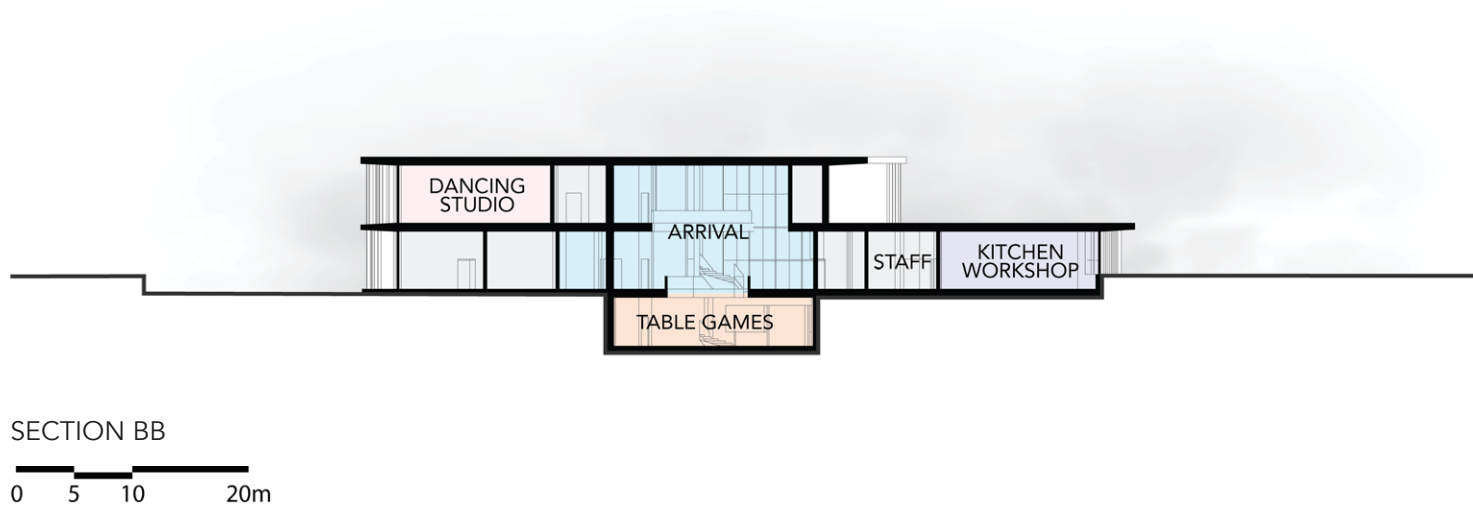 DANCING
STUDIO
ARRIVAL
STAFF
KITCHEN
WORKSHOP
TABLE GAMES
SECTION BB
0 5 10 20m